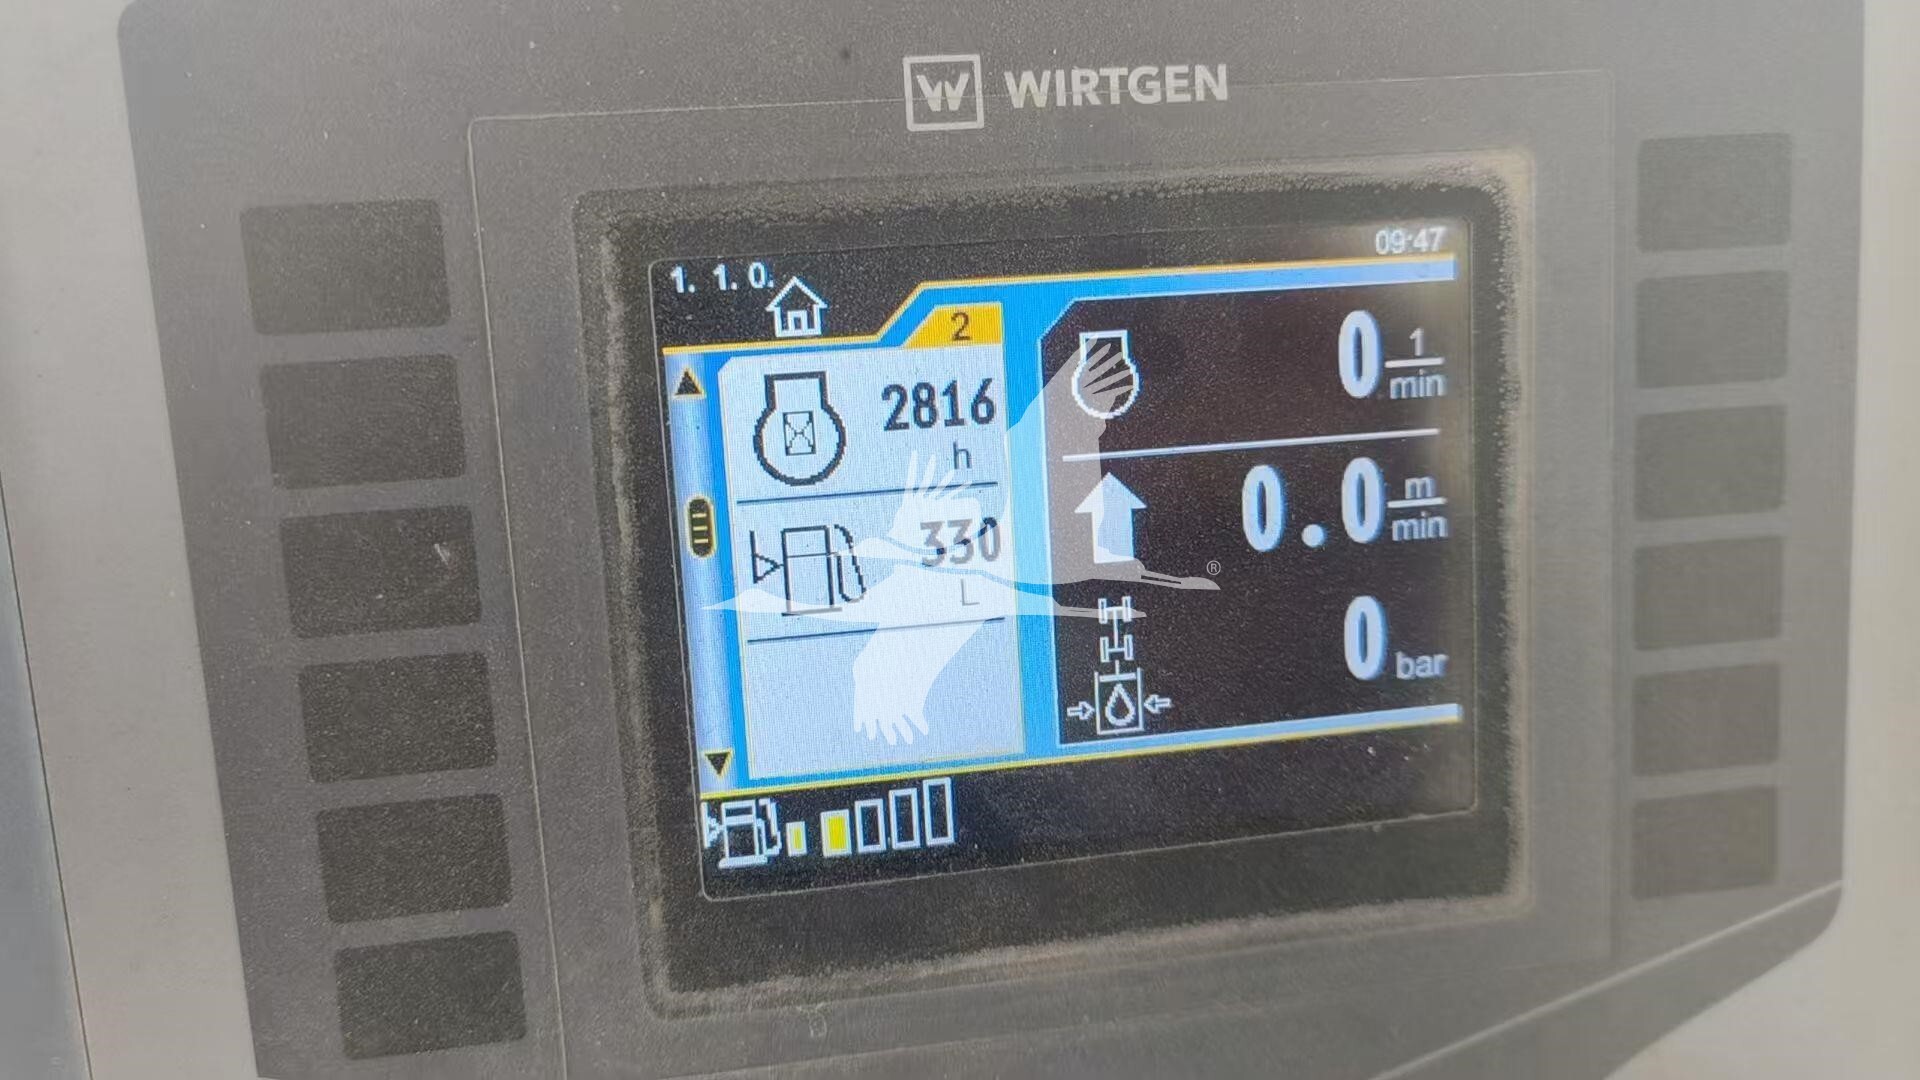 WIRTGEN
09:47
1. 1.0.
2
2816
h
330
L
0 1/min
0.0 m/min
0 bar
®